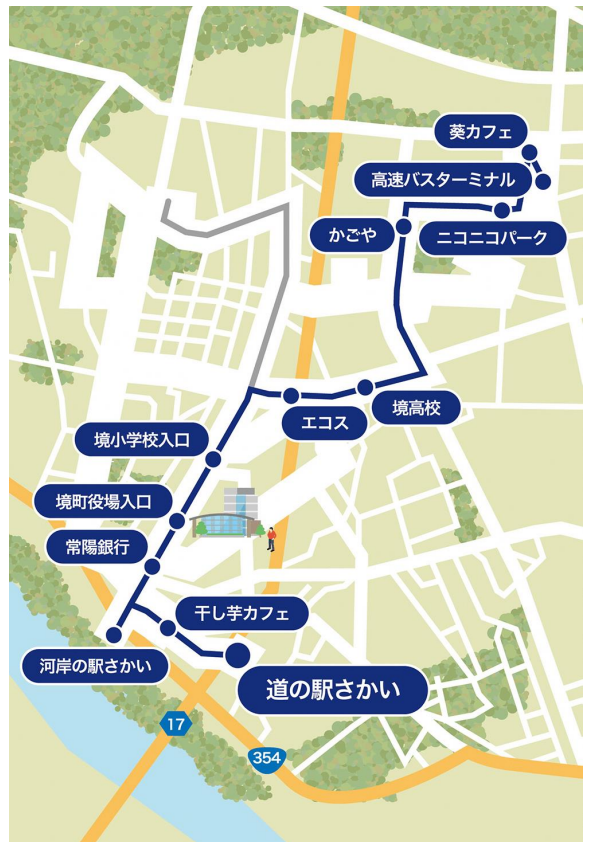 葵カフェ
高速バスターミナル
かごや
ニコニコパーク
エコス
境高校
境小学校入口
境町役場入口
常陽銀行
干し芋カフェ
河岸の駅さかい
道の駅さかい
17
354